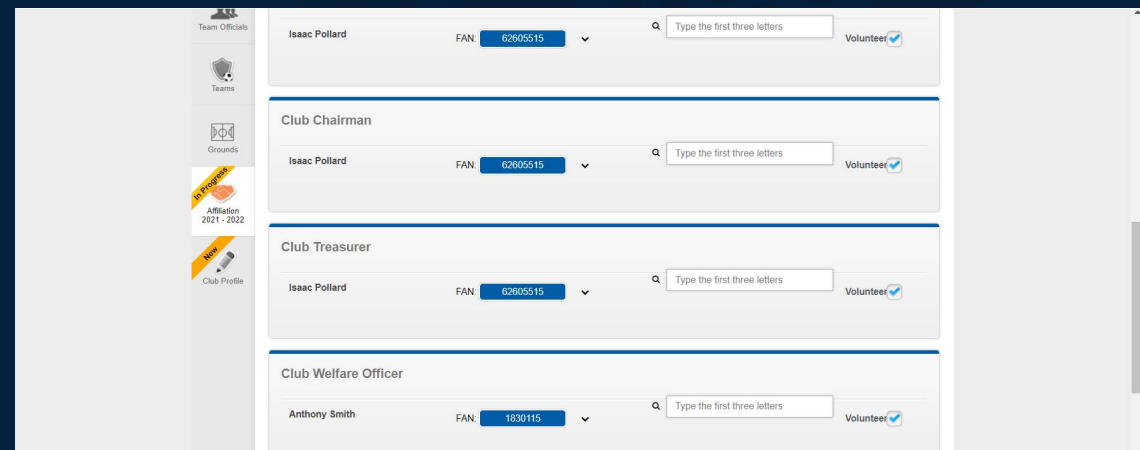 Team Officials
Teams
Grounds
In Progress
Affiliation
2021 - 2022
New
Club Profile
Isaac Pollard FAN: 62605515 Type the first three letters Volunteer
Club Chairman
Isaac Pollard FAN: 62605515 Type the first three letters Volunteer
Club Treasurer
Isaac Pollard FAN: 62605515 Type the first three letters Volunteer
Club Welfare Officer
Anthony Smith FAN: 1830115 Type the first three letters Volunteer